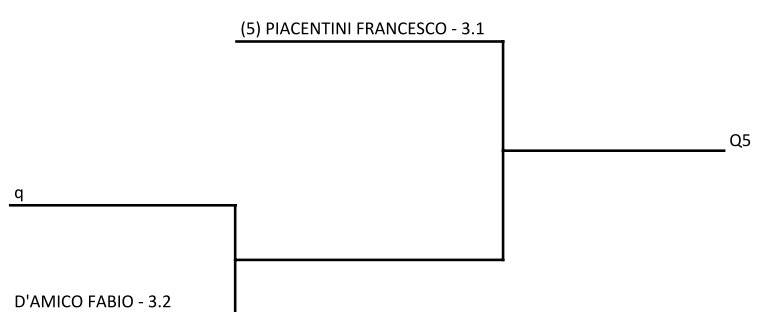 (5) PIACENTINI FRANCESCO - 3.1
Q5
q
D'AMICO FABIO - 3.2